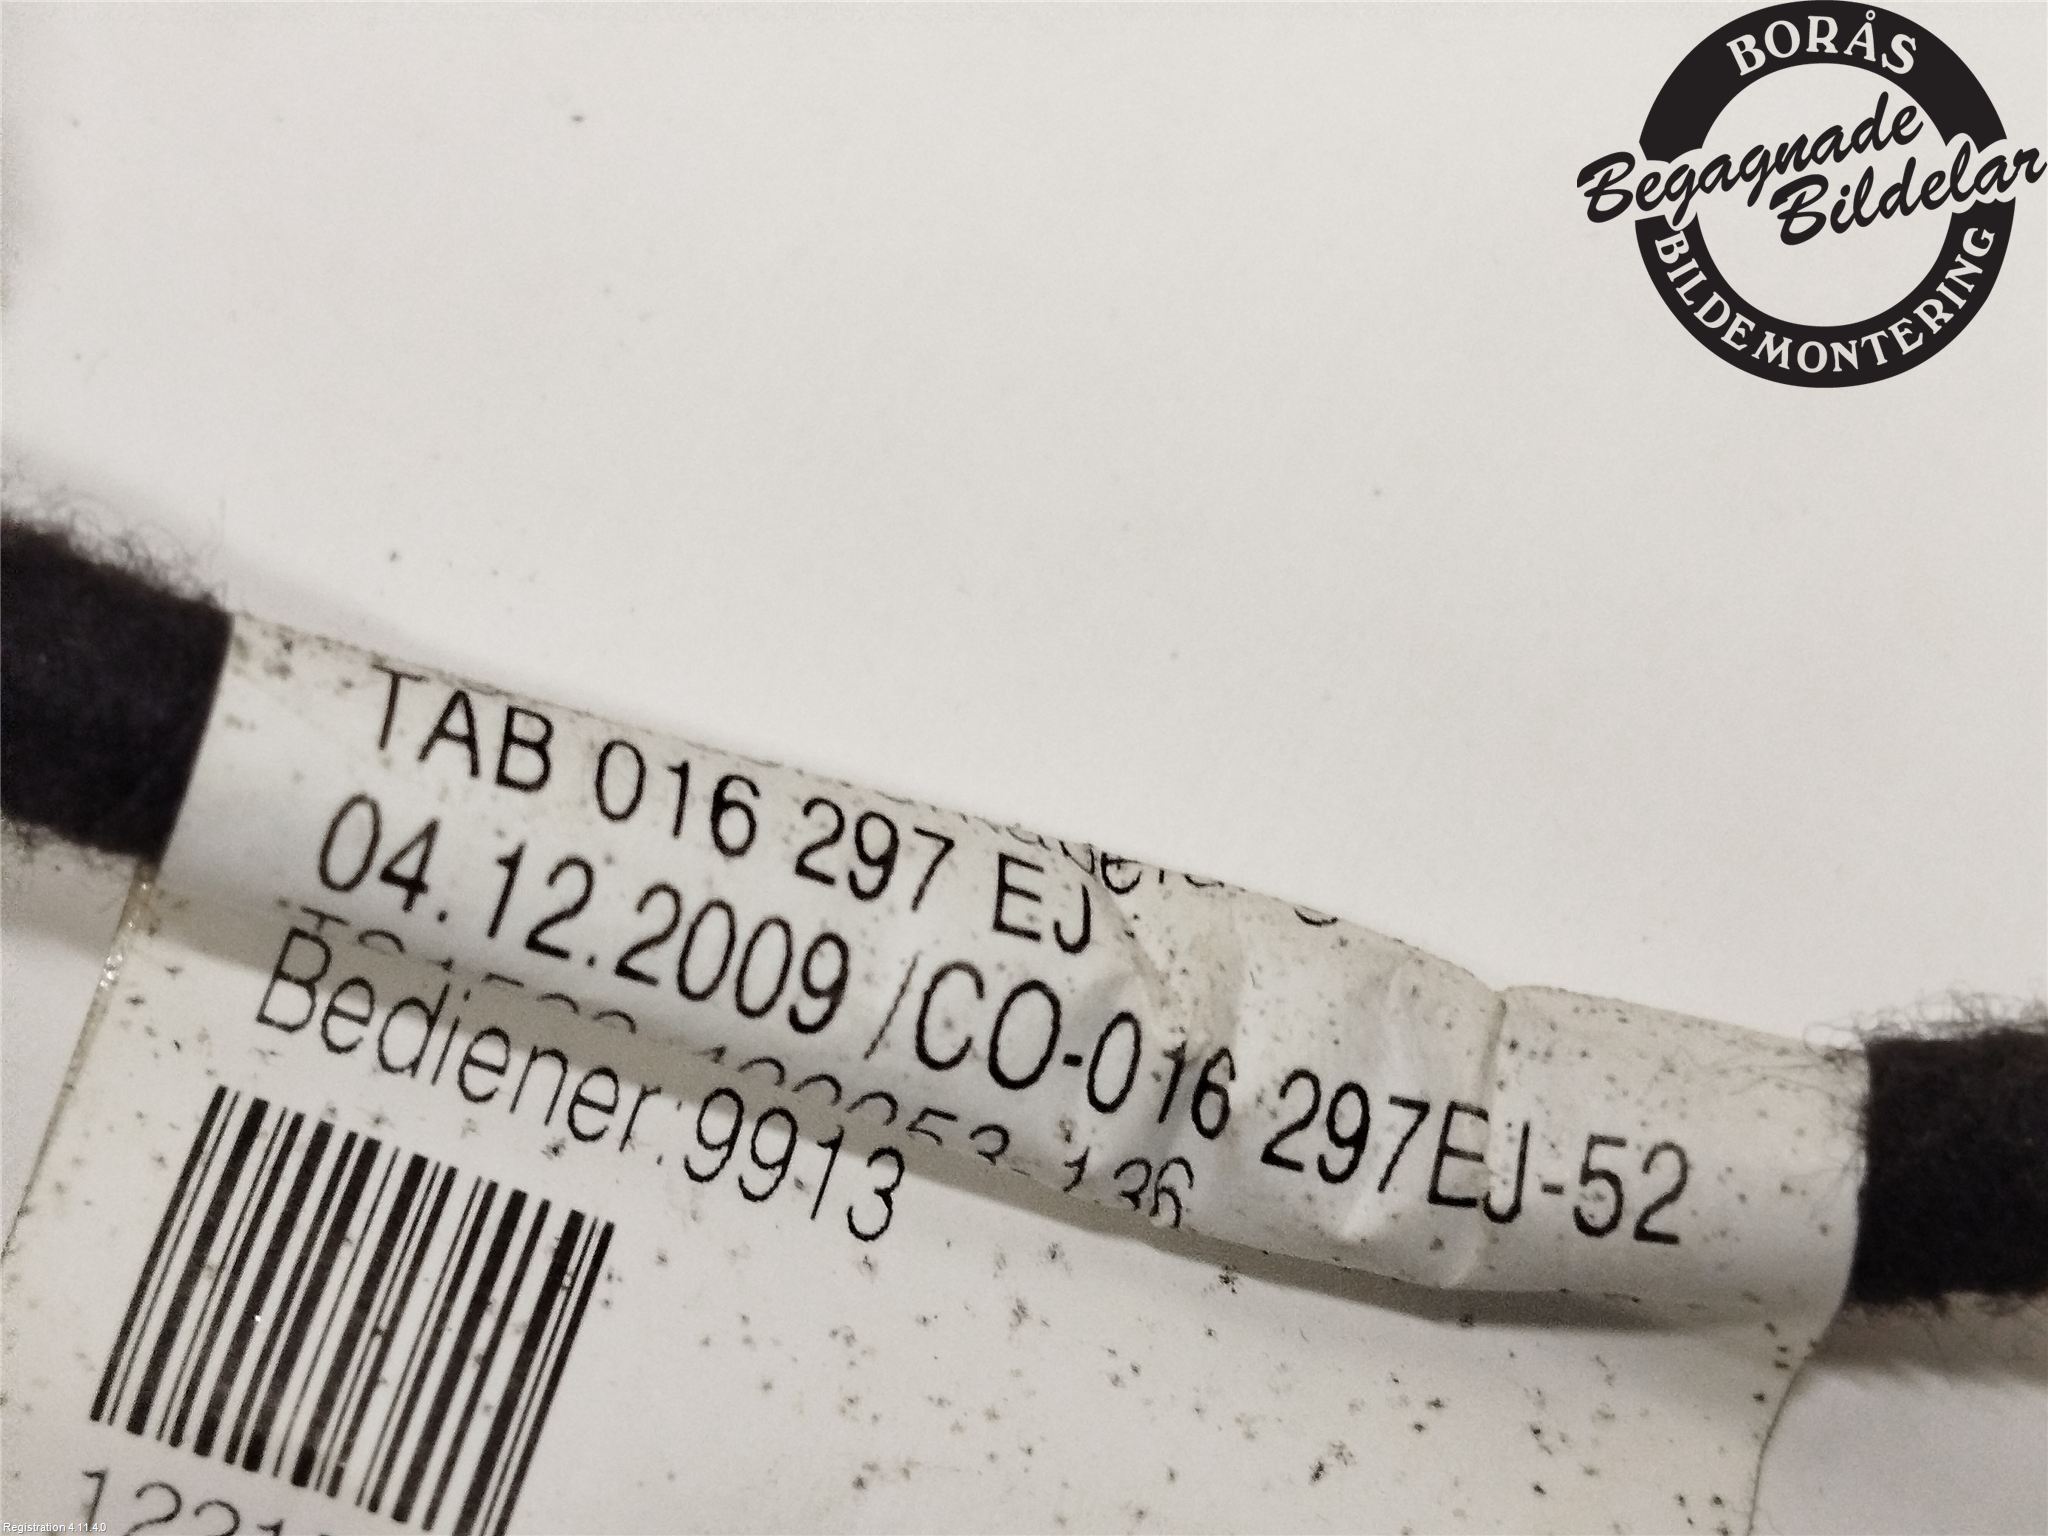 BORÅS
Begagnade
Bildelar
BILDEMONTERING
TAB 016 297 EJ
04.12.2009 /CO-016 297EJ-52
Bediener: 9913
Registration 4.11.4.0